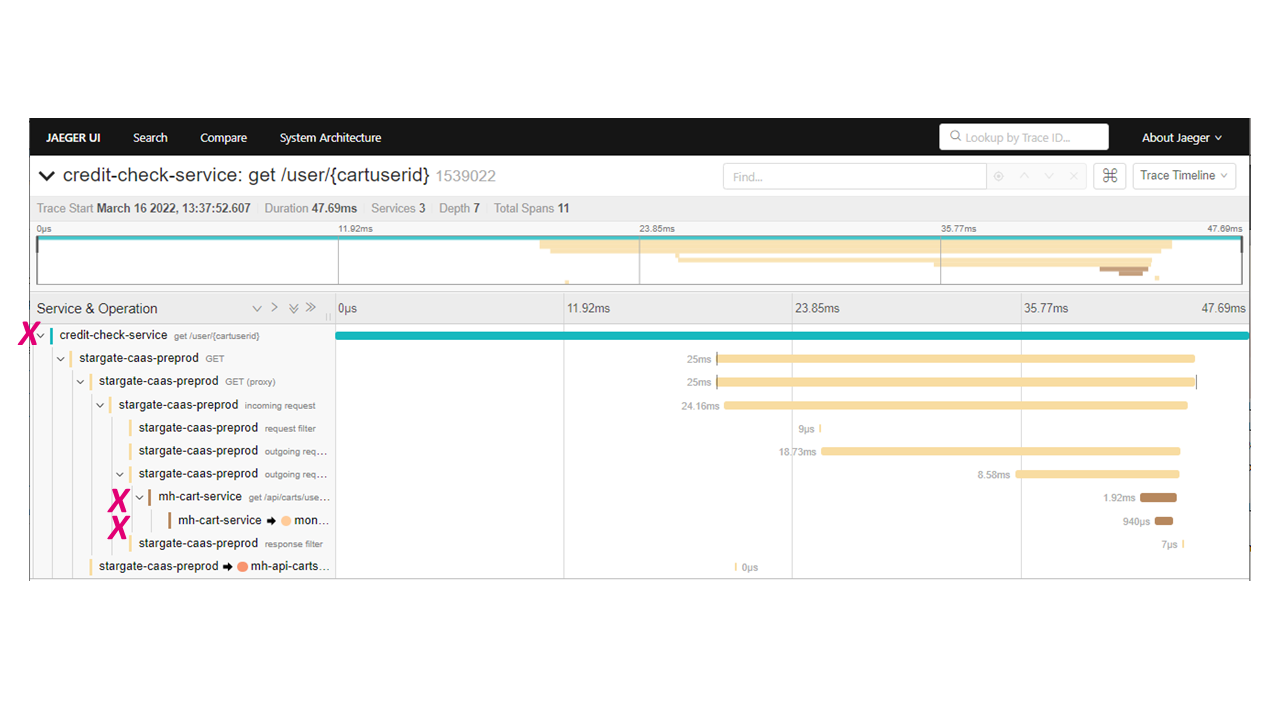 JAEGER UI Search Compare System Architecture Lookup by Trace ID... About Jaeger
credit-check-service: get /user/{cartuserid} 1539022 Find... ⌘ Trace Timeline
Trace Start March 16 2022, 13:37:52.607 Duration 47.69ms Services 3 Depth 7 Total Spans 11
0μs 11.92ms 23.85ms 35.77ms 47.69ms
Service & Operation 0μs 11.92ms 23.85ms 35.77ms 47.69ms
X credit-check-service get /user/{cartuserid}
stargate-caas-preprod GET 25ms
stargate-caas-preprod GET (proxy) 25ms
stargate-caas-preprod incoming request 24.16ms
stargate-caas-preprod request filter 9μs
stargate-caas-preprod outgoing req... 18.73ms
stargate-caas-preprod outgoing req... 8.58ms
X mh-cart-service get /api/carts/use... 1.92ms
X mh-cart-service ➡ mon... 940μs
stargate-caas-preprod response filter 7μs
stargate-caas-preprod ➡ mh-api-carts... 0μs